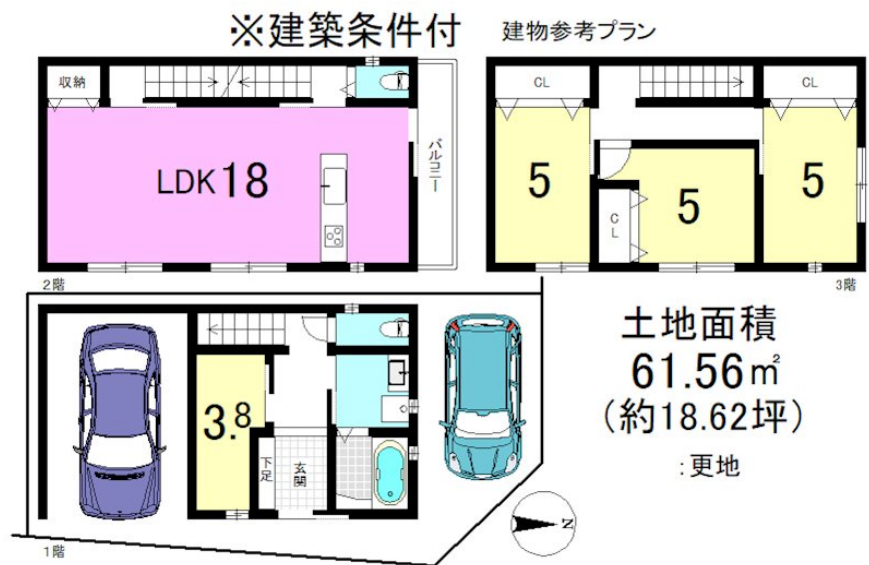 ※建築条件付
建物参考プラン
収納
LDK18
バルコニー
2階
CL
CL
5
5
5
CL
3階
3.8
下足
玄関
1階
土地面積
61.56㎡
(約18.62坪)
:更地
N